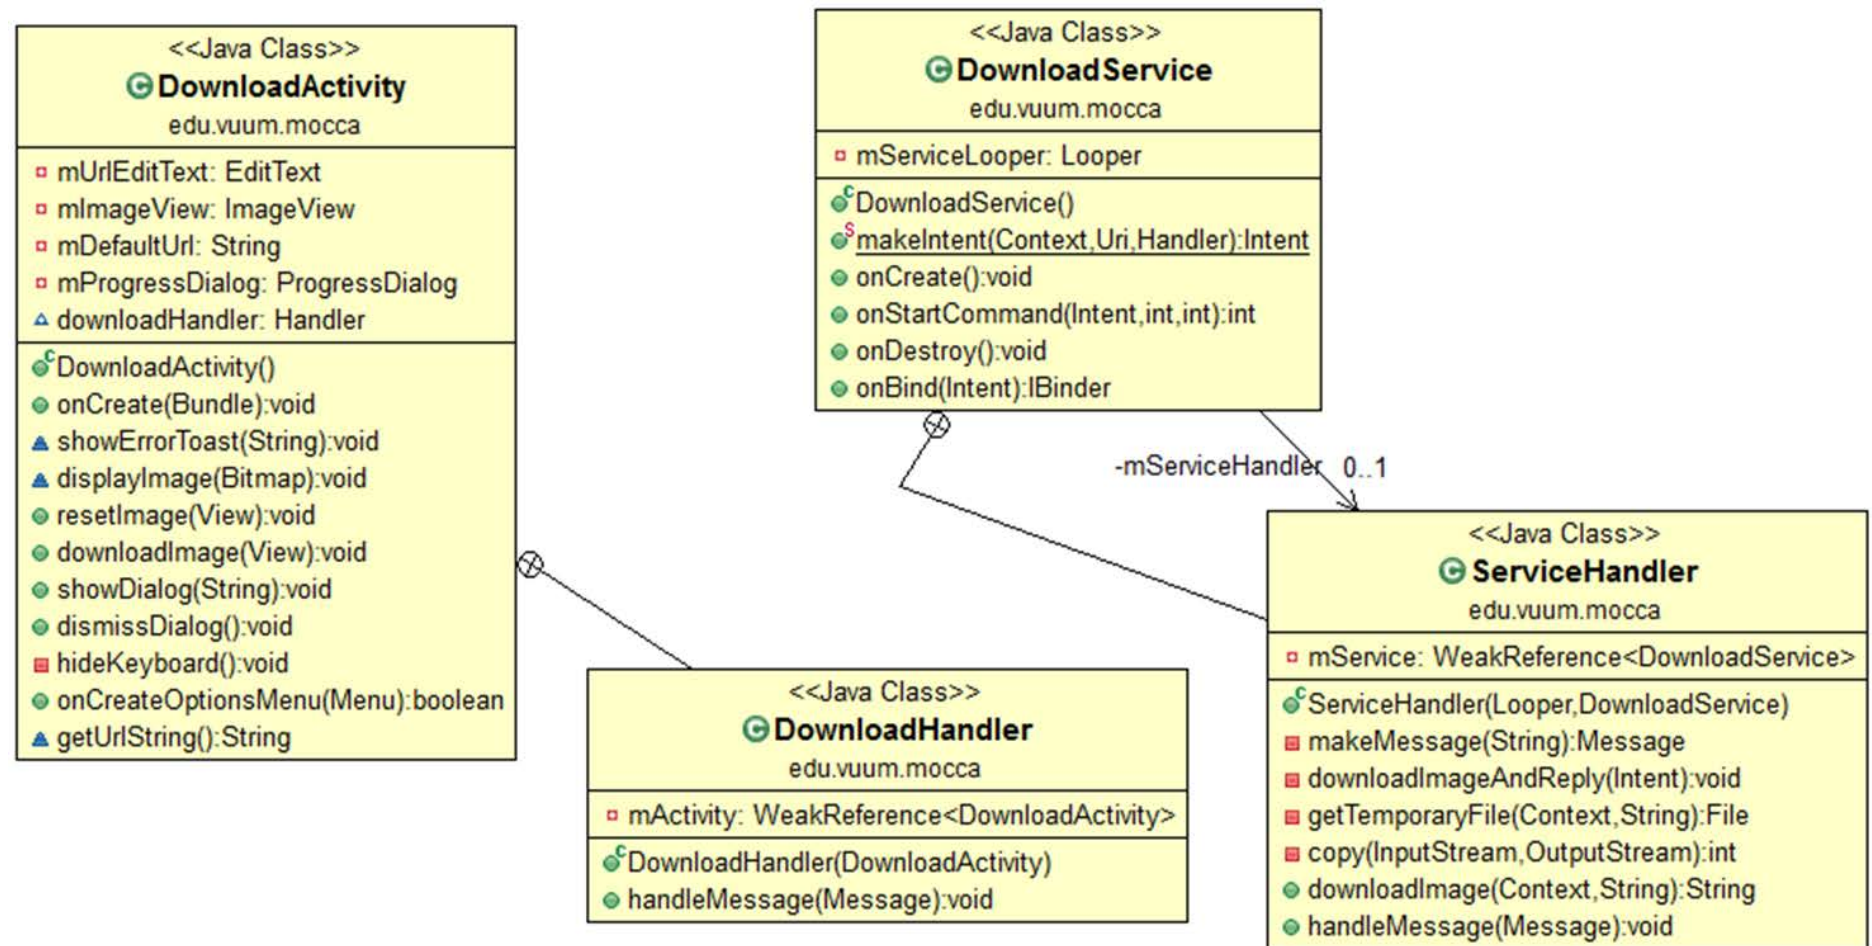 <<Java Class>>
DownloadActivity
edu.vuum.mocca
mUrlEditText: EditText
mImageView: ImageView
mDefaultUrl: String
mProgressDialog: ProgressDialog
downloadHandler: Handler
DownloadActivity()
onCreate(Bundle):void
showErrorToast(String):void
displayImage(Bitmap):void
resetImage(View):void
downloadImage(View):void
showDialog(String):void
dismissDialog():void
hideKeyboard():void
onCreateOptionsMenu(Menu):boolean
getUrlString():String
<<Java Class>>
DownloadService
edu.vuum.mocca
mServiceLooper: Looper
DownloadService()
makeIntent(Context,Uri,Handler):Intent
onCreate():void
onStartCommand(Intent,int,int):int
onDestroy():void
onBind(Intent):IBinder
-mServiceHandler 0..1
<<Java Class>>
DownloadHandler
edu.vuum.mocca
mActivity: WeakReference<DownloadActivity>
DownloadHandler(DownloadActivity)
handleMessage(Message):void
<<Java Class>>
ServiceHandler
edu.vuum.mocca
mService: WeakReference<DownloadService>
ServiceHandler(Looper,DownloadService)
makeMessage(String):Message
downloadImageAndReply(Intent):void
getTemporaryFile(Context,String):File
copy(InputStream,OutputStream):int
downloadImage(Context,String):String
handleMessage(Message):void